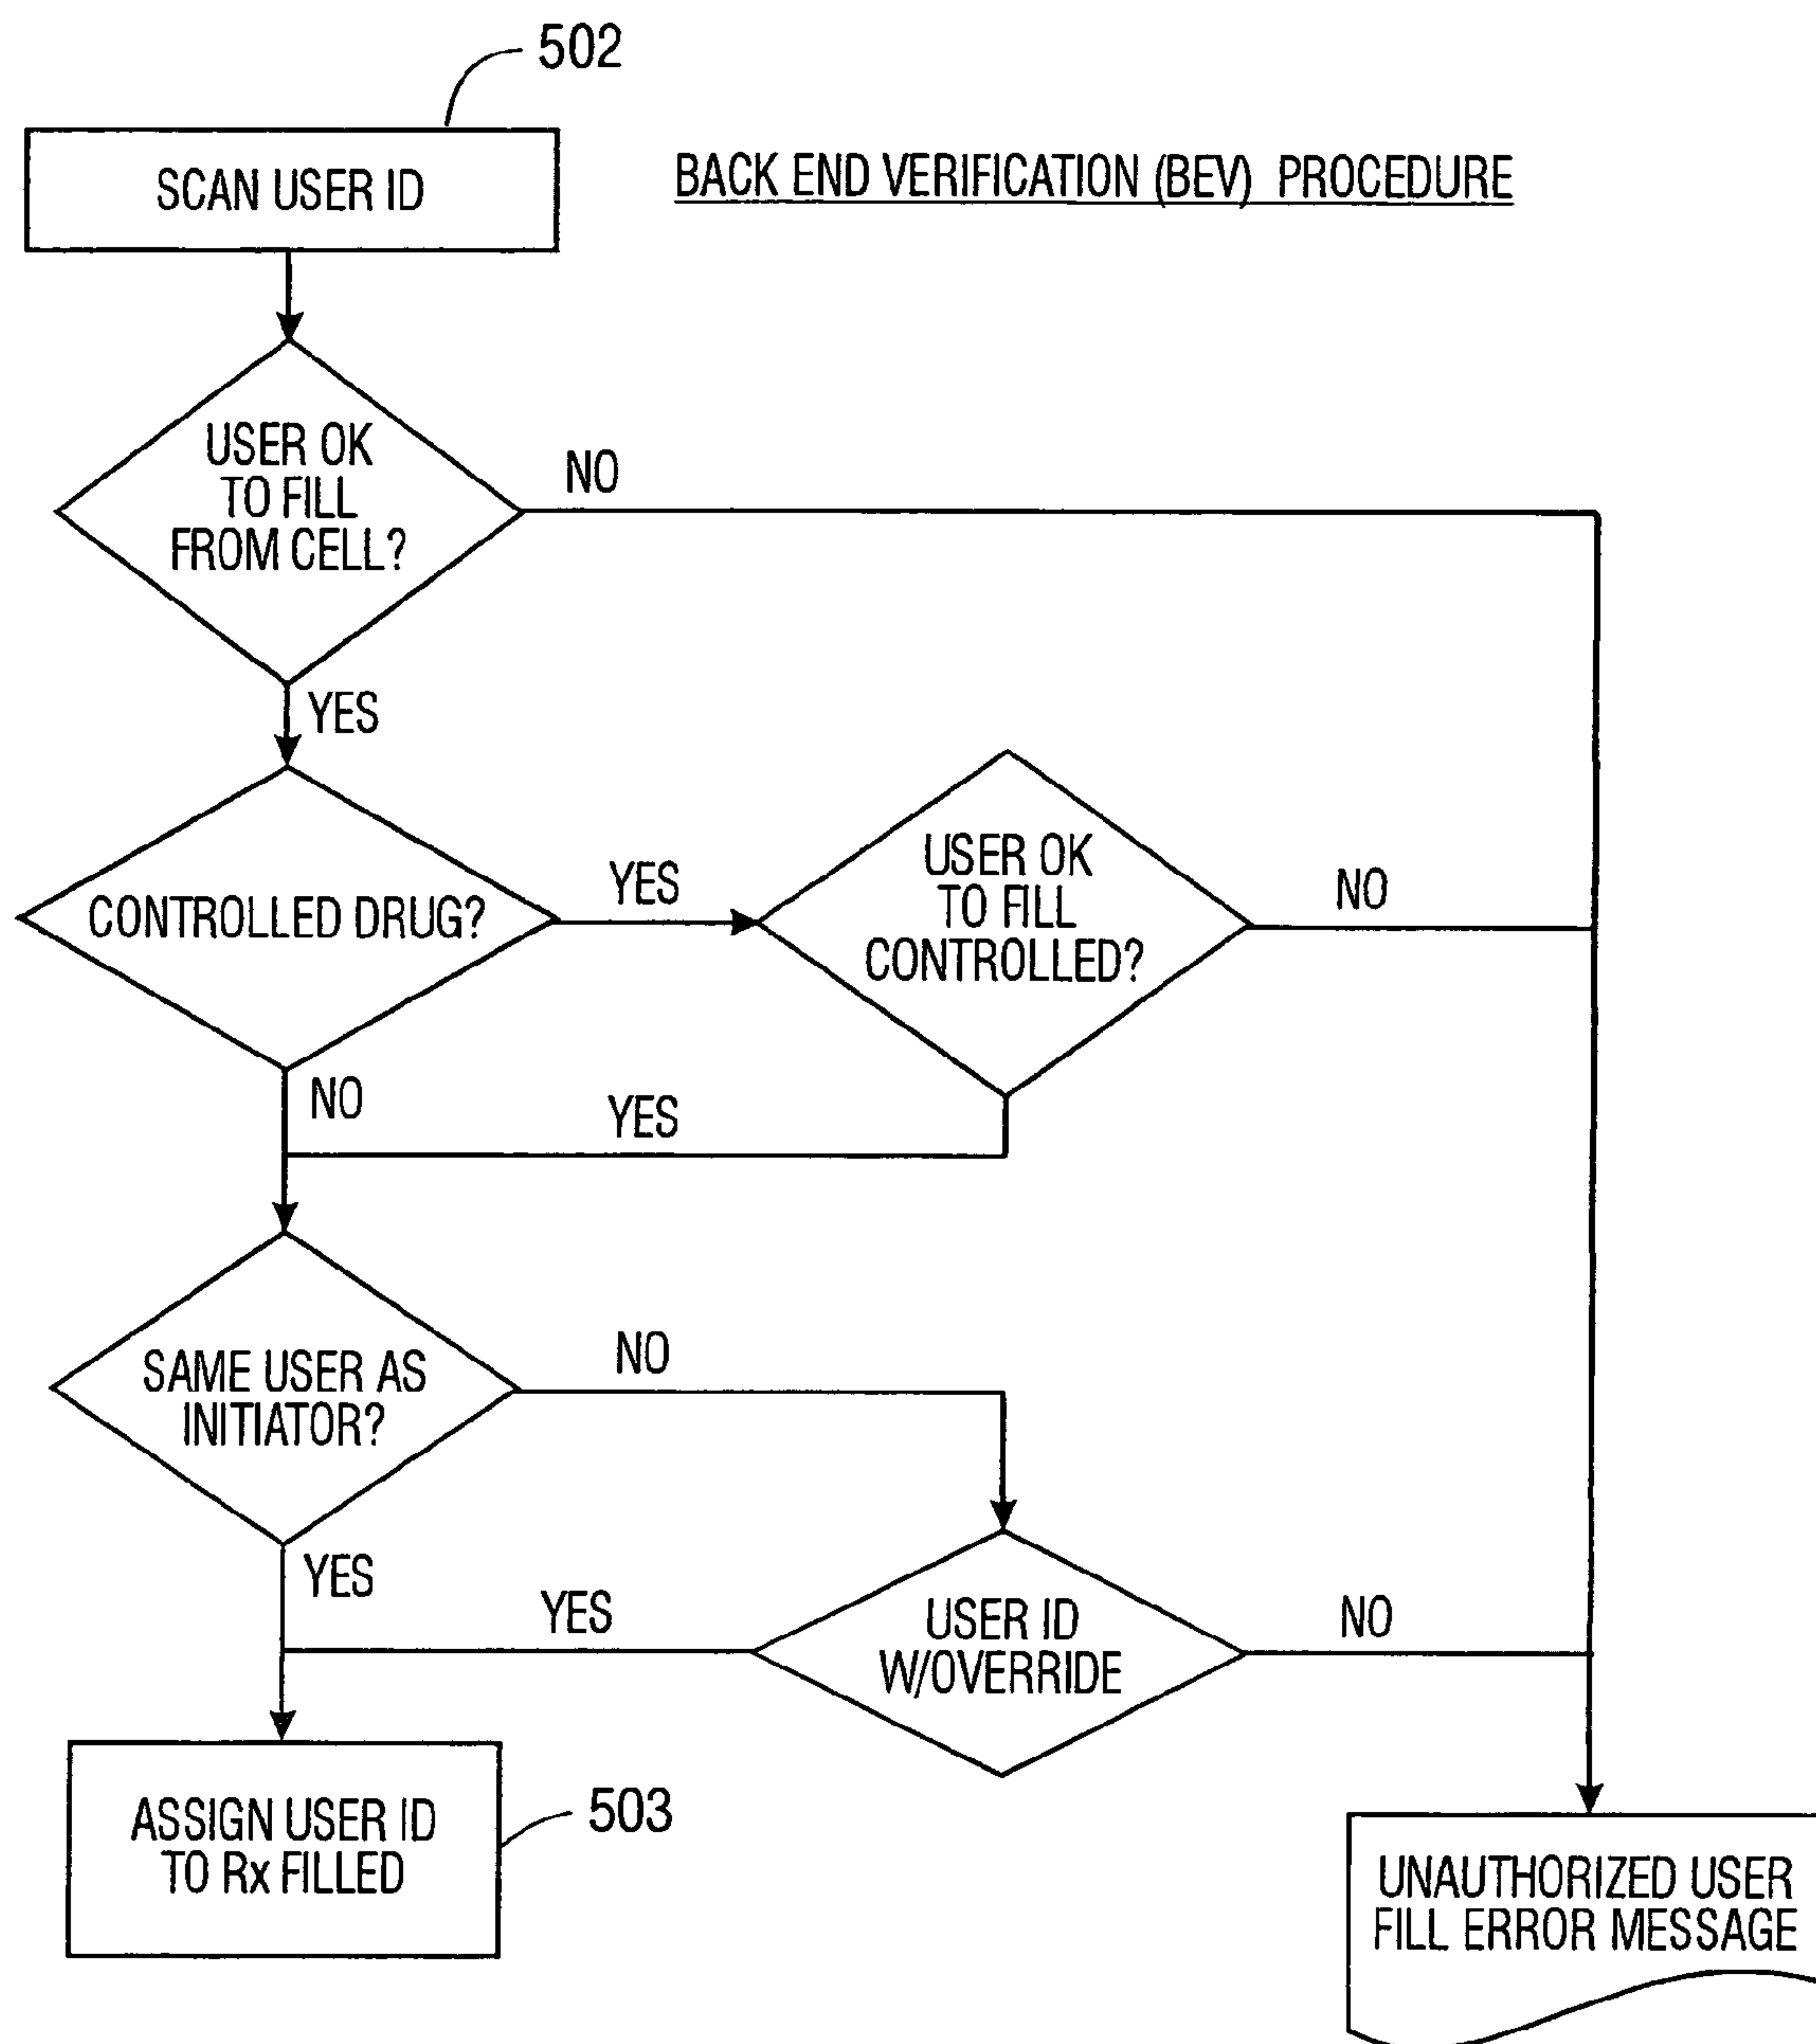 502
SCAN USER ID
BACK END VERIFICATION (BEV) PROCEDURE
USER OK
TO FILL
FROM CELL?
NO
YES
CONTROLLED DRUG?
YES
USER OK
TO FILL
CONTROLLED?
NO
NO
YES
SAME USER AS
INITIATOR?
NO
YES
YES
USER ID
W/OVERRIDE
NO
ASSIGN USER ID
TO Rx FILLED
503
UNAUTHORIZED USER
FILL ERROR MESSAGE